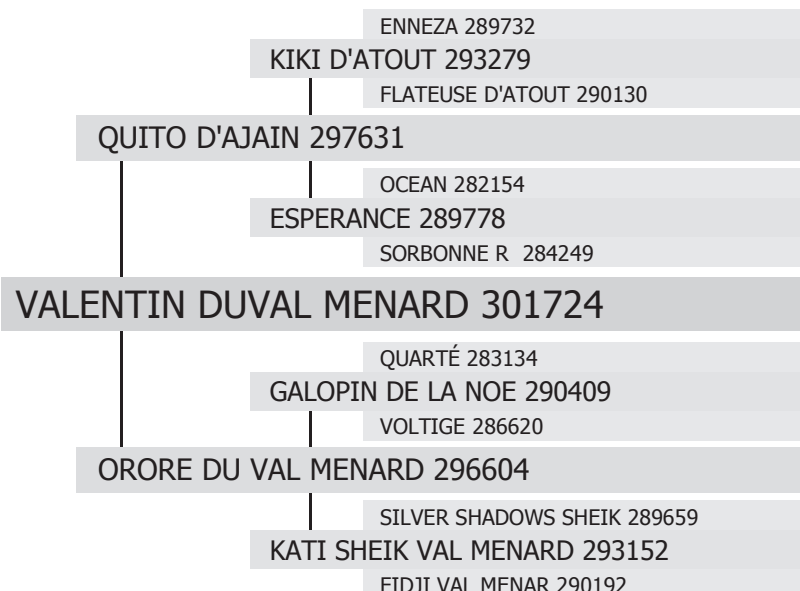 ENNEZA 289732
KIKI D'ATOUT 293279
FLATEUSE D'ATOUT 290130
QUITO D'AJAIN 297631
OCEAN 282154
ESPERANCE 289778
SORBONNE R 284249
VALENTIN DUVAL MENARD 301724
QUARTÉ 283134
GALOPIN DE LA NOE 290409
VOLTIGE 286620
ORORE DU VAL MENARD 296604
SILVER SHADOWS SHEIK 289659
KATI SHEIK VAL MENARD 293152
FIDJI VAL MENAR 290192